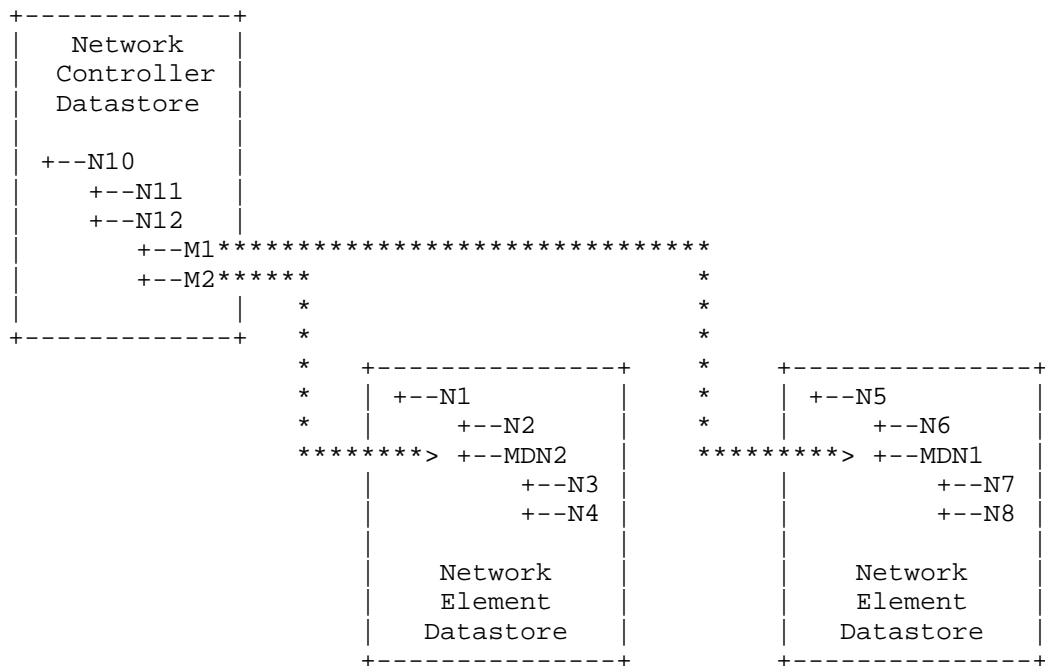 +-------------+
|   Network   |
|  Controller |
|  Datastore  |
|             |
| +--N10      |
|    +--N11   |
|    +--N12   |
|       +--M1*******************************
|       +--M2******                        *
|             |   *                        *
+-------------+   *                        *
                  *   +---------------+    *    +---------------+
                  *   | +--N1         |    *    | +--N5         |
                  *   |     +--N2     |    *    |     +--N6     |
                  ********> +--MDN2   |    *********> +--MDN1   |
                      |         +--N3 |         |         +--N7 |
                      |         +--N4 |         |         +--N8 |
                      |               |         |               |
                      |    Network    |         |    Network    |
                      |    Element    |         |    Element    |
                      |   Datastore   |         |   Datastore   |
                      +---------------+         +---------------+